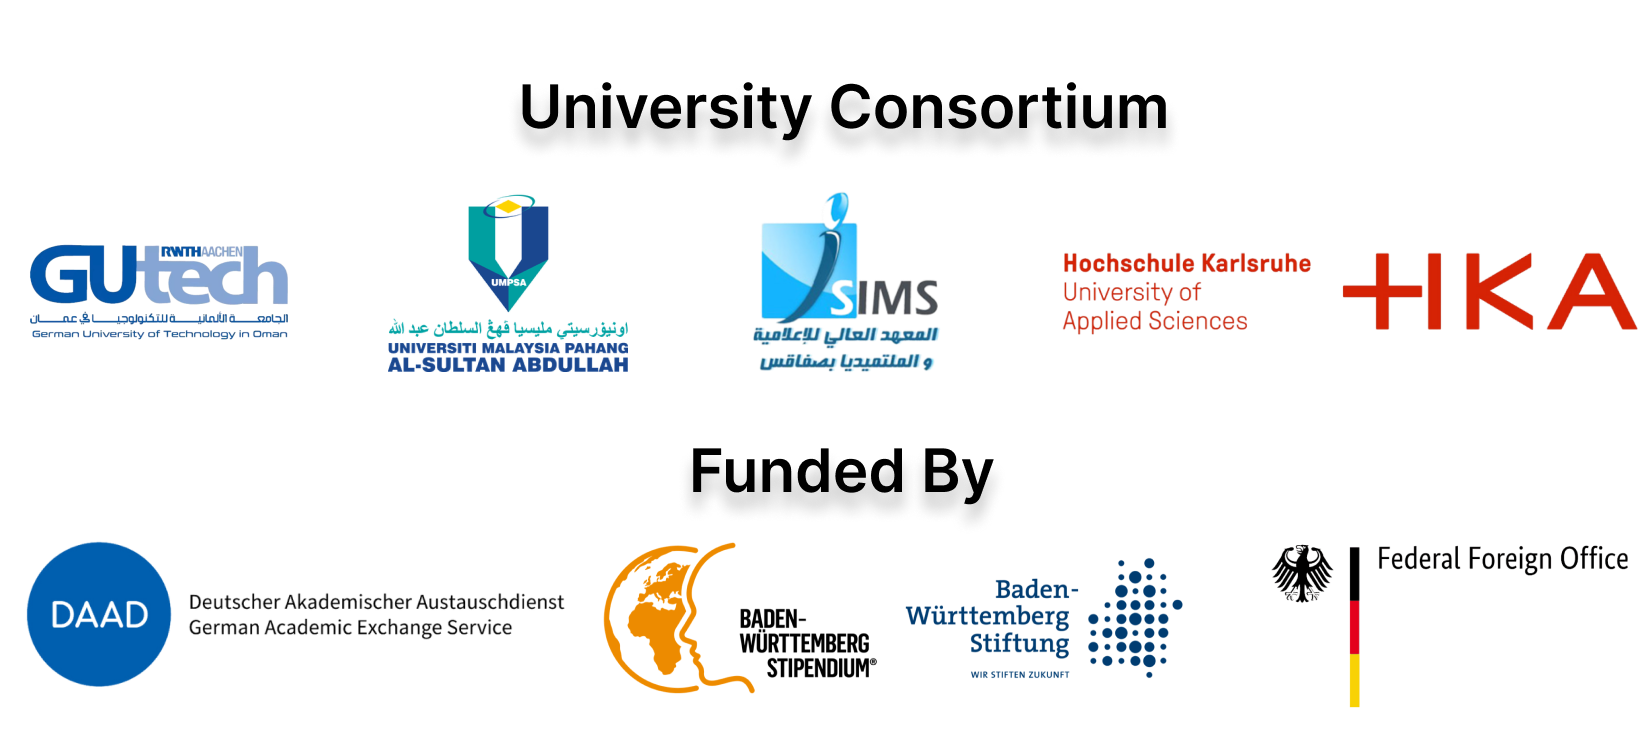 University Consortium
RWTHAACHEN
GUtech
الجامعة الألمانية للتكنولوجيا في عمان
German University of Technology in Oman
UMPSA
اونيۏرسيتي مليسيا ڤهڠ السلطان عبد الله
UNIVERSITI MALAYSIA PAHANG
AL-SULTAN ABDULLAH
iSIMS
المعهد العالي للإعلامية
و الملتميديا بصفاقس
Hochschule Karlsruhe
University of
Applied Sciences
HKA
Funded By
DAAD
Deutscher Akademischer Austauschdienst
German Academic Exchange Service
BADEN-
WÜRTTEMBERG
STIPENDIUM®
Baden-
Württemberg
Stiftung
WIR STIFTEN ZUKUNFT
Federal Foreign Office